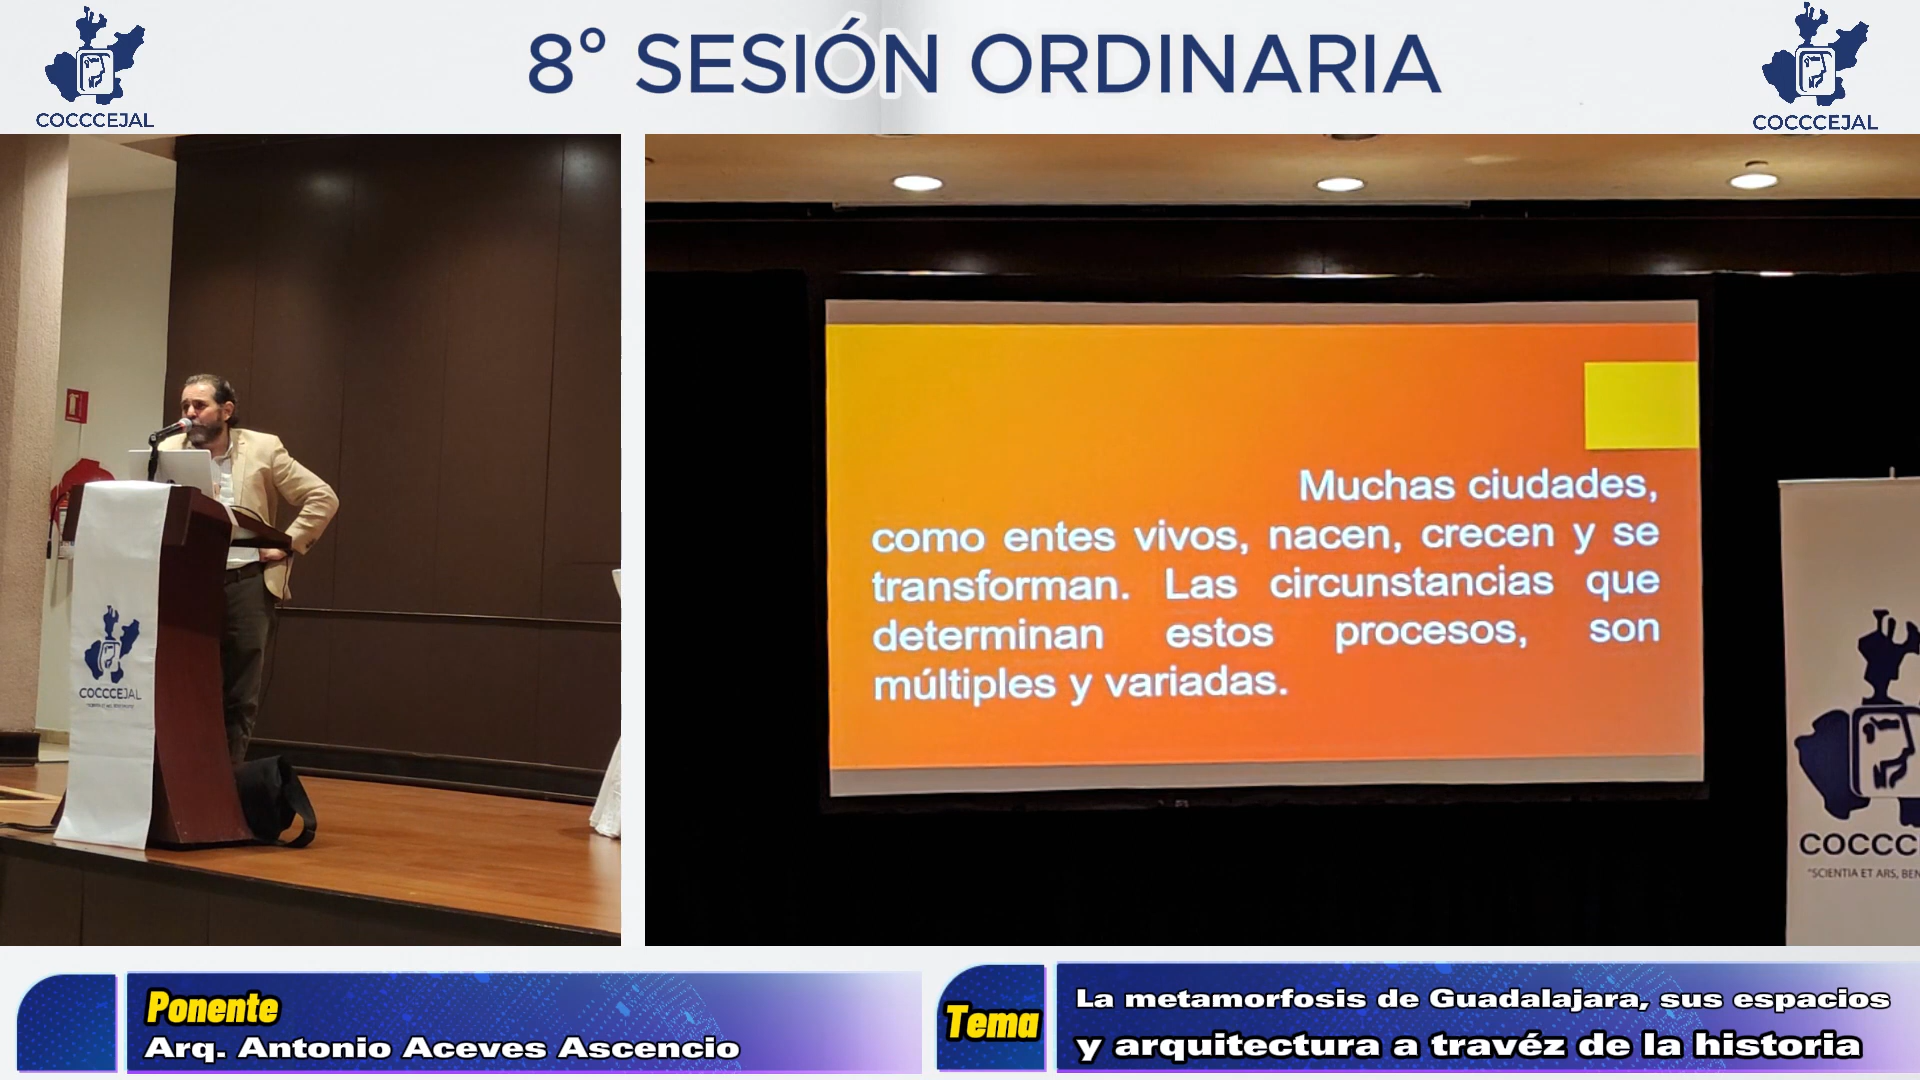 8° SESIÓN ORDINARIA
COCCCEJAL
COCCCEJAL
Muchas ciudades,
como entes vivos, nacen, crecen y se
transforman. Las circunstancias que
determinan estos procesos, son
múltiples y variadas.
COCCCEJAL
COCCC
"SCIENTIA ET ARS, BEN
Ponente
Arq. Antonio Aceves Ascencio
Tema
La metamorfosis de Guadalajara, sus espacios
y arquitectura a travéz de la historia